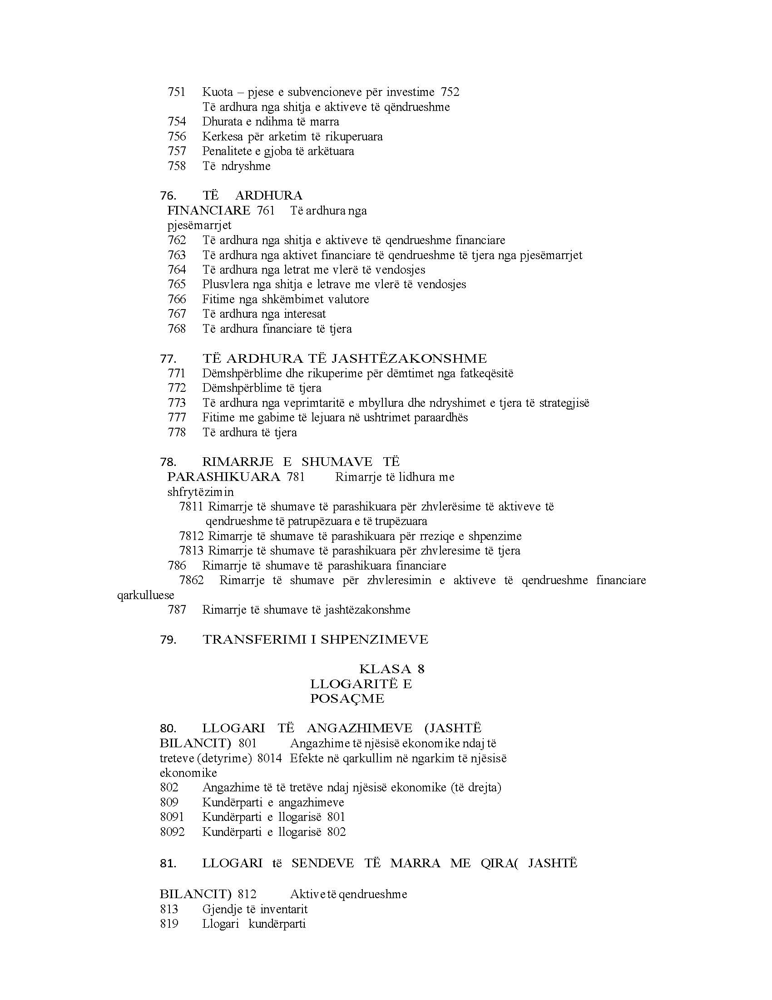 751 Kuota – pjese e subvencioneve për investime 752
Të ardhura nga shitja e aktiveve të qëndrueshme
754 Dhurata e ndihma të marra
756 Kerkesa për arketim të rikuperuara
757 Penalitete e gjoba të arkëtuara
758 Të ndryshme
76. TË ARDHURA
FINANCIARE 761 Të ardhura nga
pjesëmarrjet
762 Të ardhura nga shitja e aktiveve të qendrueshme financiare
763 Të ardhura nga aktivet financiare të qendrueshme të tjera nga pjesëmarrjet
764 Të ardhura nga letrat me vlerë të vendosjes
765 Plusvlera nga shitja e letrave me vlerë të vendosjes
766 Fitime nga shkëmbimet valutore
767 Të ardhura nga interesat
768 Të ardhura financiare të tjera
77. TË ARDHURA TË JASHTËZAKONSHME
771 Dëmshpërblime dhe rikuperime për dëmtimet nga fatkeqësitë
772 Dëmshpërblime të tjera
773 Të ardhura nga veprimtaritë e mbyllura dhe ndryshimet e tjera të strategjisë
777 Fitime me gabime të lejuara në ushtrimet paraardhës
778 Të ardhura të tjera
78. RIMARRJE E SHUMAVE TË
PARASHIKUARA 781 Rimarrje të lidhura me
shfrytëzimin
7811 Rimarrje të shumave të parashikuara për zhvlerësime të aktiveve të
qendrueshme të patrupëzuara e të trupëzuara
7812 Rimarrje të shumave të parashikuara për rreziqe e shpenzime
7813 Rimarrje të shumave të parashikuara për zhvleresime të tjera
786 Rimarrje të shumave të parashikuara financiare
7862 Rimarrje të shumave për zhvleresimin e aktiveve të qendrueshme financiare
qarkulluese
787 Rimarrje të shumave të jashtëzakonshme
79. TRANSFERIMI I SHPENZIMEVE
KLASA 8
LLOGARITË E
POSAÇME
80. LLOGARI TË ANGAZHIMEVE (JASHTË
BILANCIT) 801 Angazhime të njësisë ekonomike ndaj të
treteve (detyrime) 8014 Efekte në qarkullim në ngarkim të njësisë
ekonomike
802 Angazhime të të tretëve ndaj njësisë ekonomike (të drejta)
809 Kundërparti e angazhimeve
8091 Kundërparti e llogarisë 801
8092 Kundërparti e llogarisë 802
81. LLOGARI të SENDEVE TË MARRA ME QIRA( JASHTË
BILANCIT) 812 Aktive të qendrueshme
813 Gjendje të inventarit
819 Llogari kundërparti